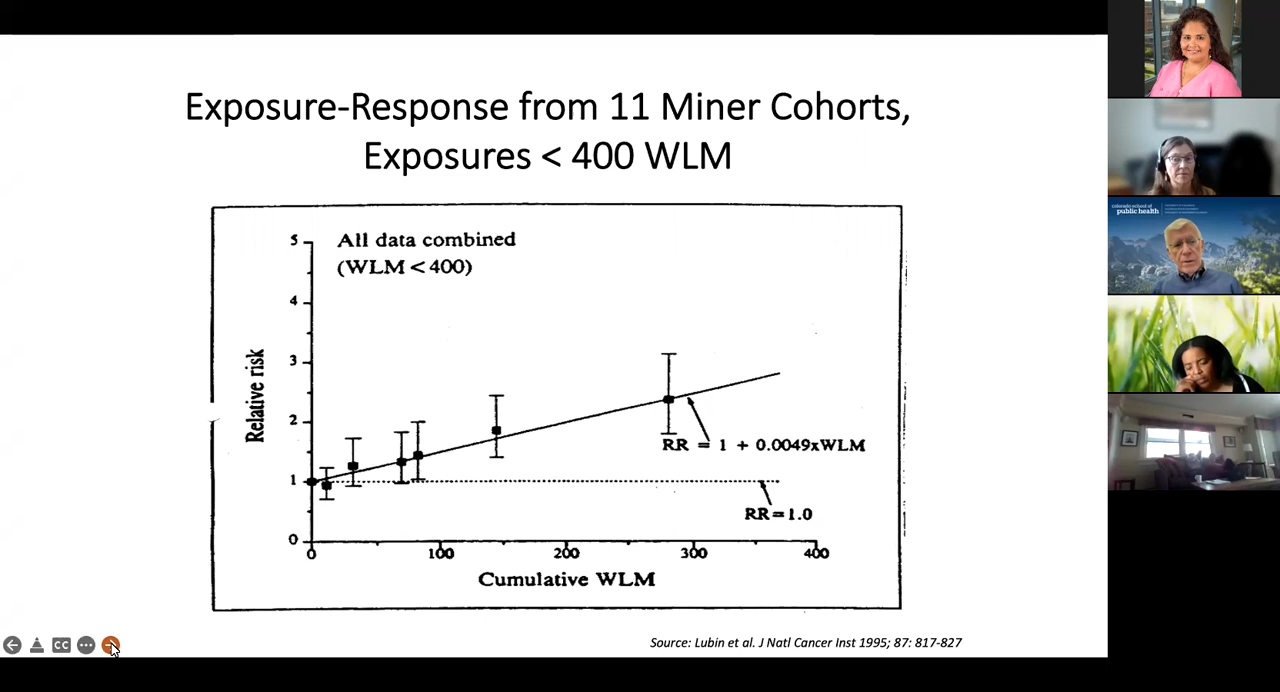 Exposure-Response from 11 Miner Cohorts,
Exposures < 400 WLM
All data combined
(WLM < 400)
5
4
3
2
1
0
Relative risk
RR = 1 + 0.0049xWLM
RR = 1.0
0 100 200 300 400
Cumulative WLM
Source: Lubin et al. J Natl Cancer Inst 1995; 87: 817-827
CC
colorado school of
public health